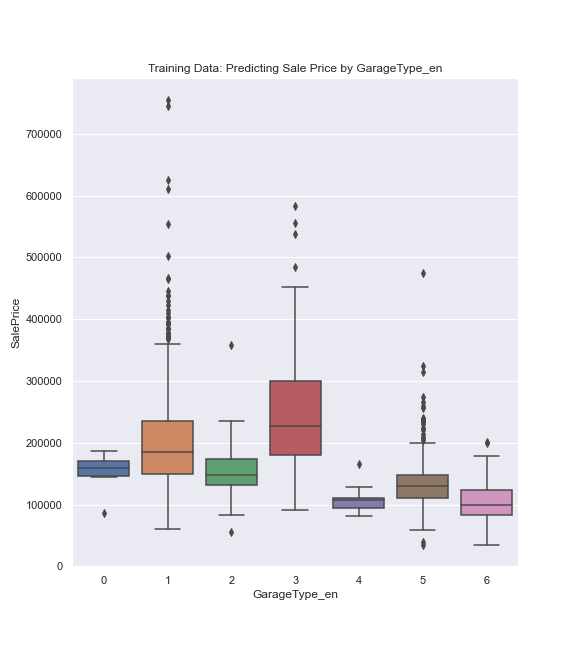 Training Data: Predicting Sale Price by GarageType_en
700000
600000
500000
400000
300000
200000
100000
0
SalePrice
0 1 2 3 4 5 6
GarageType_en